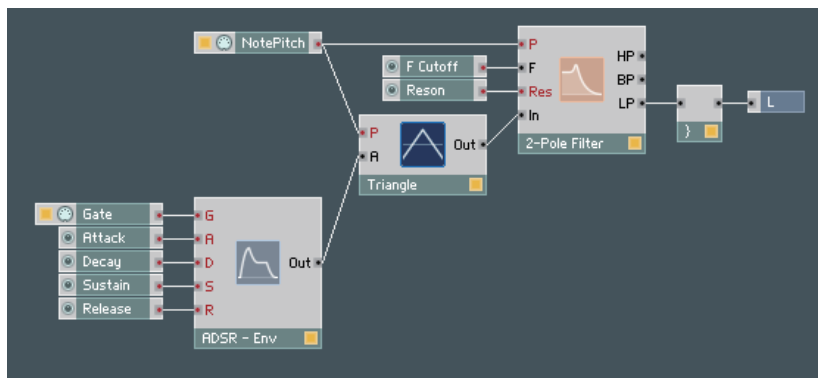 NotePitch
P
F Cutoff
F
HP
Reson
Res
BP
LP
L
In
P
A
Out
}
2-Pole Filter
Triangle
Gate
G
Attack
A
Decay
D
Out
Sustain
S
Release
R
ADSR - Env